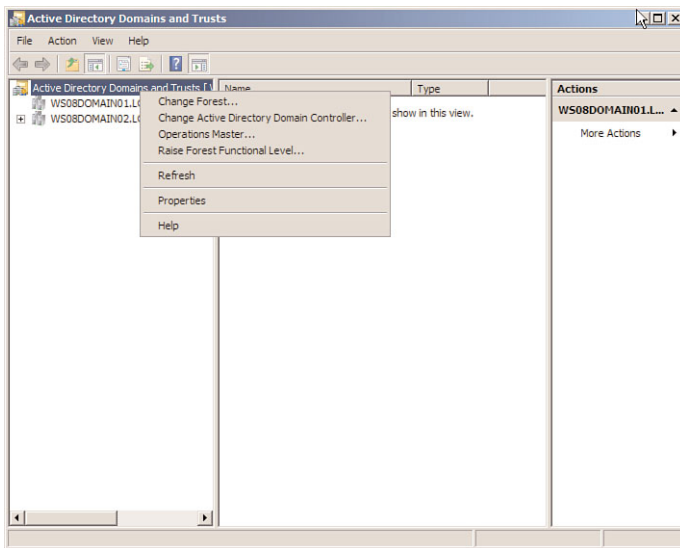 Active Directory Domains and Trusts
File Action View Help
Active Directory Domains and Trusts [
Name Type
Actions
WS08DOMAIN01.L
WS08DOMAIN02.L
Change Forest...
Change Active Directory Domain Controller...
Operations Master...
Raise Forest Functional Level...
Refresh
Properties
Help
show in this view.
WS08DOMAIN01.L...
More Actions